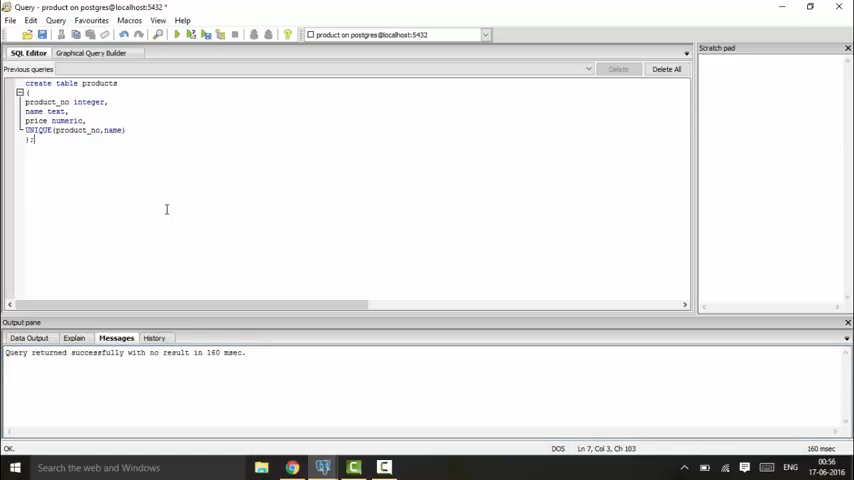 Query - product on postgres@localhost:5432 *
File Edit Query Favourites Macros View Help
product on postgres@localhost:5432
SQL Editor Graphical Query Builder
Scratch pad
Previous queries
Delete Delete All
create table products
(
product_no integer,
name text,
price numeric,
UNIQUE(product_no,name)
);
Output pane
Data Output Explain Messages History
Query returned successfully with no result in 160 msec.
OK. DOS Ln 7, Col 3, Ch 103 160 msec
Search the web and Windows
ENG
00:56
17-06-2016